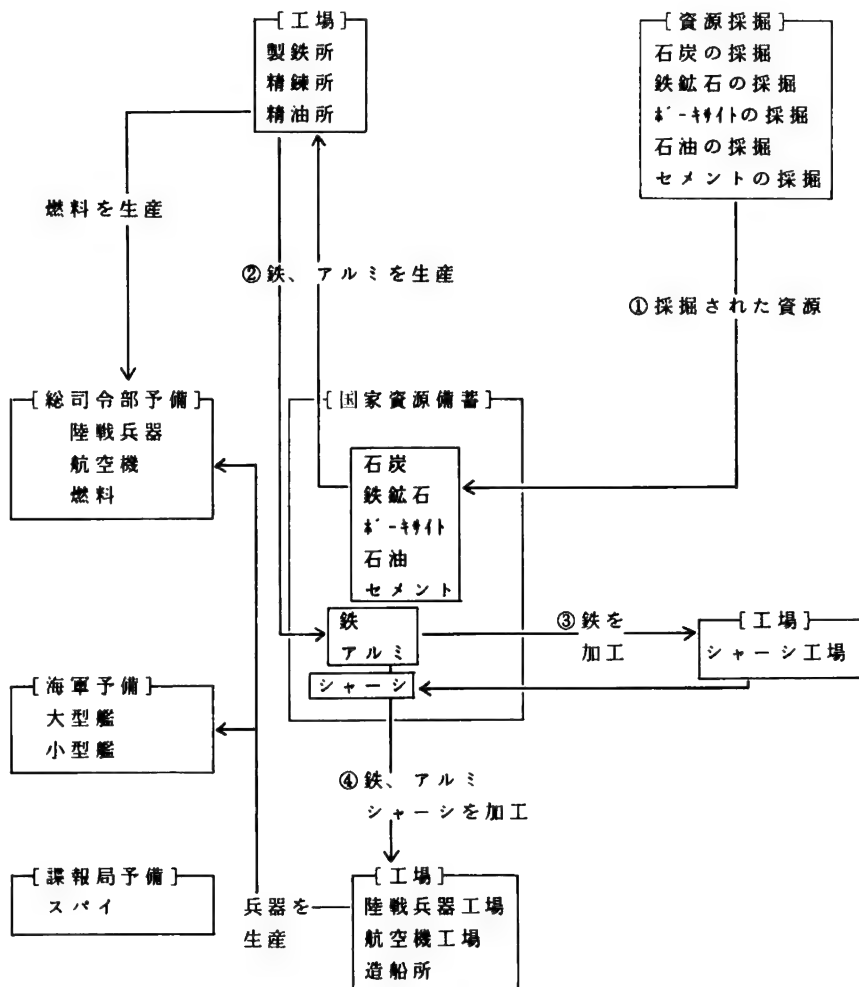 [工場]
製鉄所
精錬所
精油所
[資源採掘]
石炭の採掘
鉄鉱石の採掘
ﾎﾞｰｷｻｲﾄの採掘
石油の採掘
セメントの採掘
燃料を生産
②鉄、アルミを生産
①採掘された資源
[総司令部予備]
陸戦兵器
航空機
燃料
[国家資源備蓄]
石炭
鉄鉱石
ﾎﾞｰｷｻｲﾄ
石油
セメント
鉄
アルミ
シャーシ
③鉄を
加工
[工場]
シャーシ工場
[海軍予備]
大型艦
小型艦
④鉄、アルミ
シャーシを加工
[諜報局予備]
スパイ
兵器を
生産
[工場]
陸戦兵器工場
航空機工場
造船所